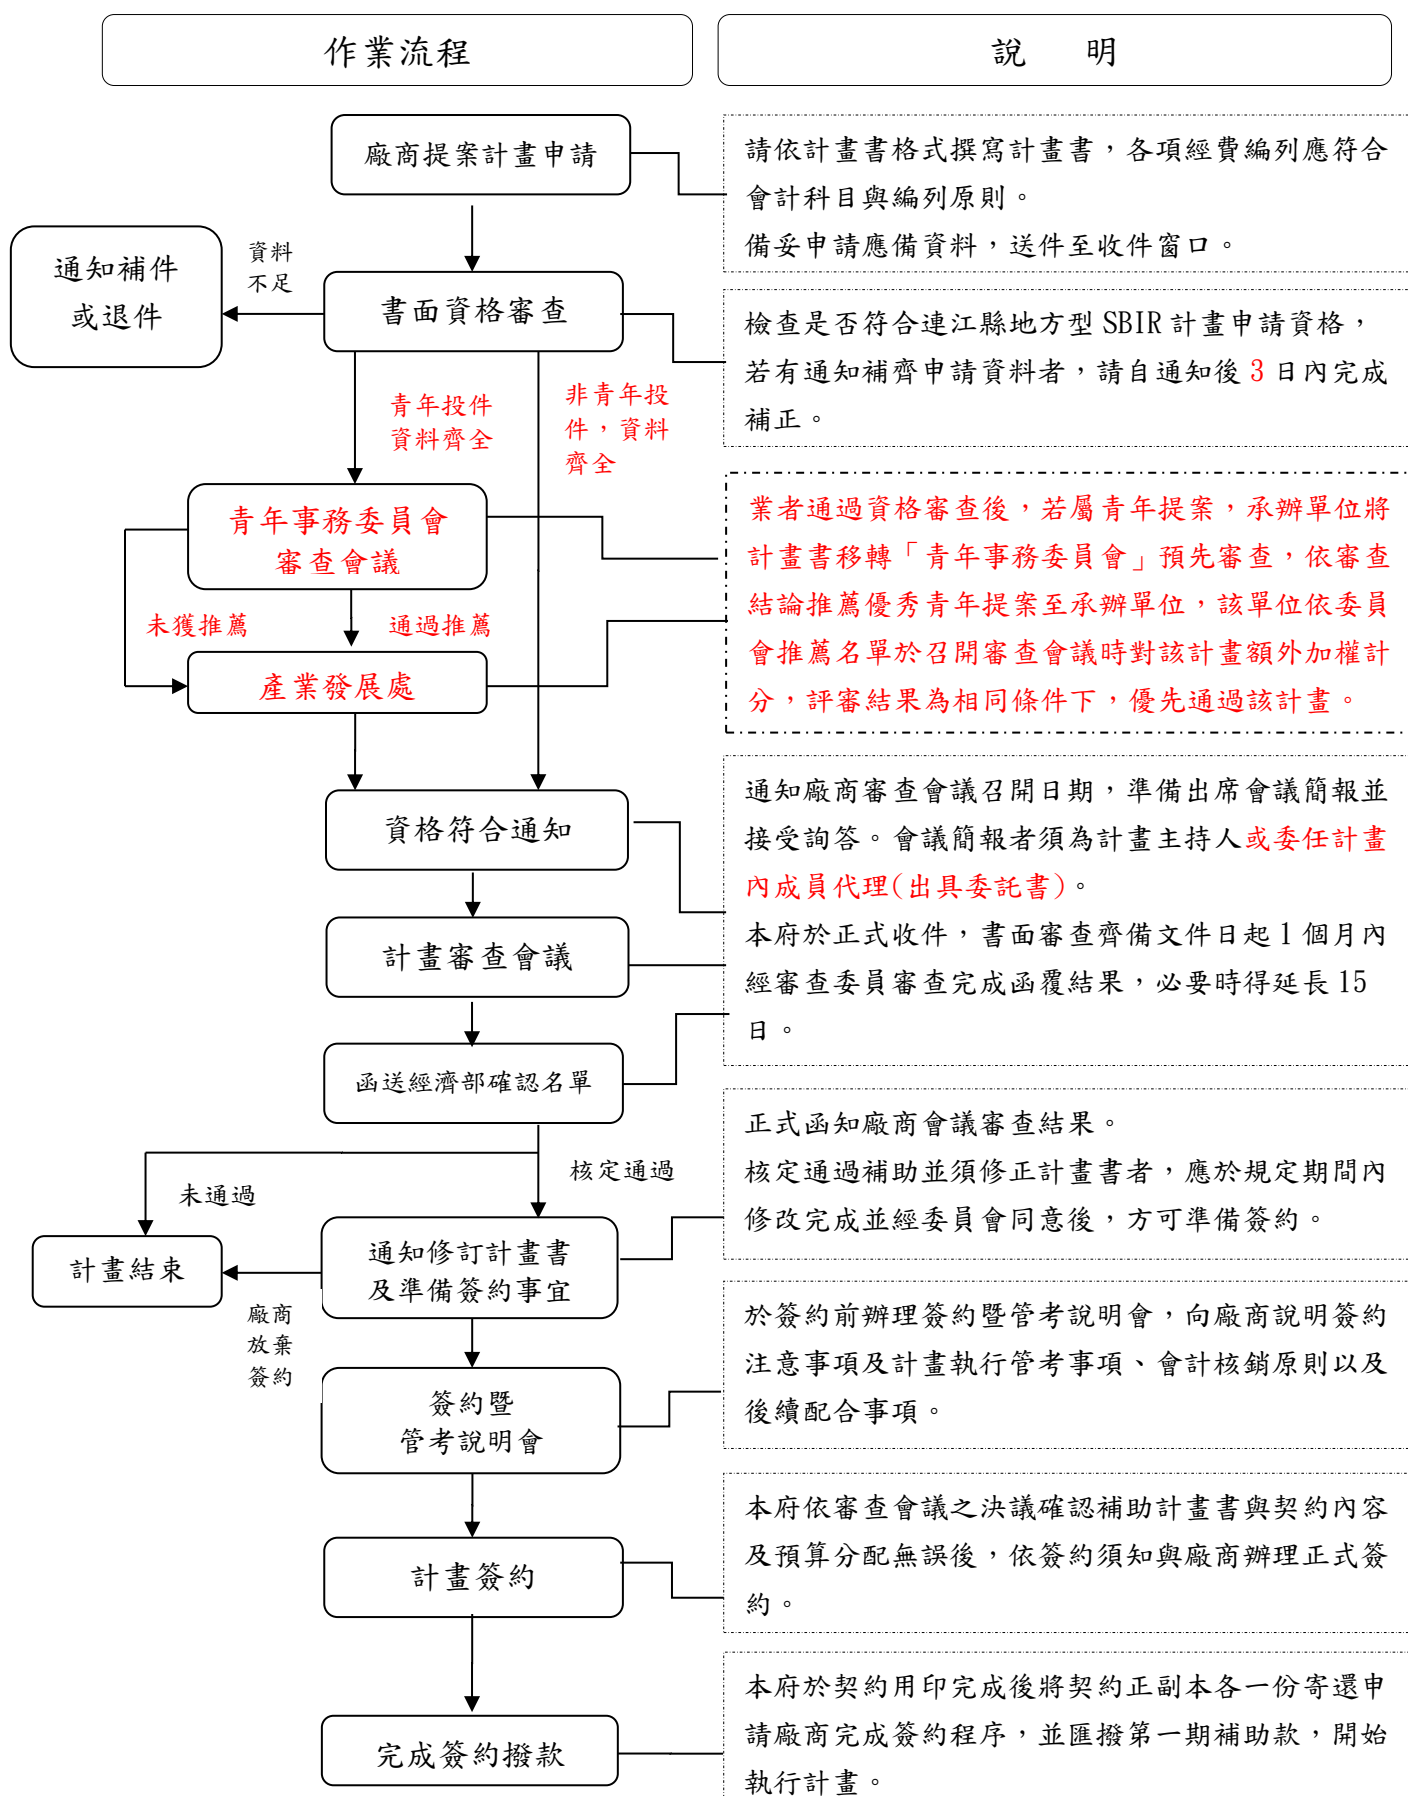 作業流程
說　明
廠商提案計畫申請
請依計畫書格式撰寫計畫書，各項經費編列應符合
會計科目與編列原則。
備妥申請應備資料，送件至收件窗口。
通知補件
或退件
資料
不足
書面資格審查
檢查是否符合連江縣地方型 SBIR 計畫申請資格，
若有通知補齊申請資料者，請自通知後 3 日內完成
補正。
青年投件
資料齊全
非青年投
件，資料
齊全
青年事務委員會
審查會議
未獲推薦
通過推薦
產業發展處
業者通過資格審查後，若屬青年提案，承辦單位將
計畫書移轉「青年事務委員會」預先審查，依審查
結論推薦優秀青年提案至承辦單位，該單位依委員
會推薦名單於召開審查會議時對該計畫額外加權計
分，評審結果為相同條件下，優先通過該計畫。
資格符合通知
計畫審查會議
函送經濟部確認名單
通知廠商審查會議召開日期，準備出席會議簡報並
接受詢答。會議簡報者須為計畫主持人或委任計畫
內成員代理(出具委託書)。
本府於正式收件，書面審查齊備文件日起 1 個月內
經審查委員審查完成函覆結果，必要時得延長 15
日。
未通過
核定通過
計畫結束
通知修訂計畫書
及準備簽約事宜
正式函知廠商會議審查結果。
核定通過補助並須修正計畫書者，應於規定期間內
修改完成並經委員會同意後，方可準備簽約。
廠商
放棄
簽約
簽約暨
管考說明會
於簽約前辦理簽約暨管考說明會，向廠商說明簽約
注意事項及計畫執行管考事項、會計核銷原則以及
後續配合事項。
計畫簽約
本府依審查會議之決議確認補助計畫書與契約內容
及預算分配無誤後，依簽約須知與廠商辦理正式簽
約。
完成簽約撥款
本府於契約用印完成後將契約正副本各一份寄還申
請廠商完成簽約程序，並匯撥第一期補助款，開始
執行計畫。